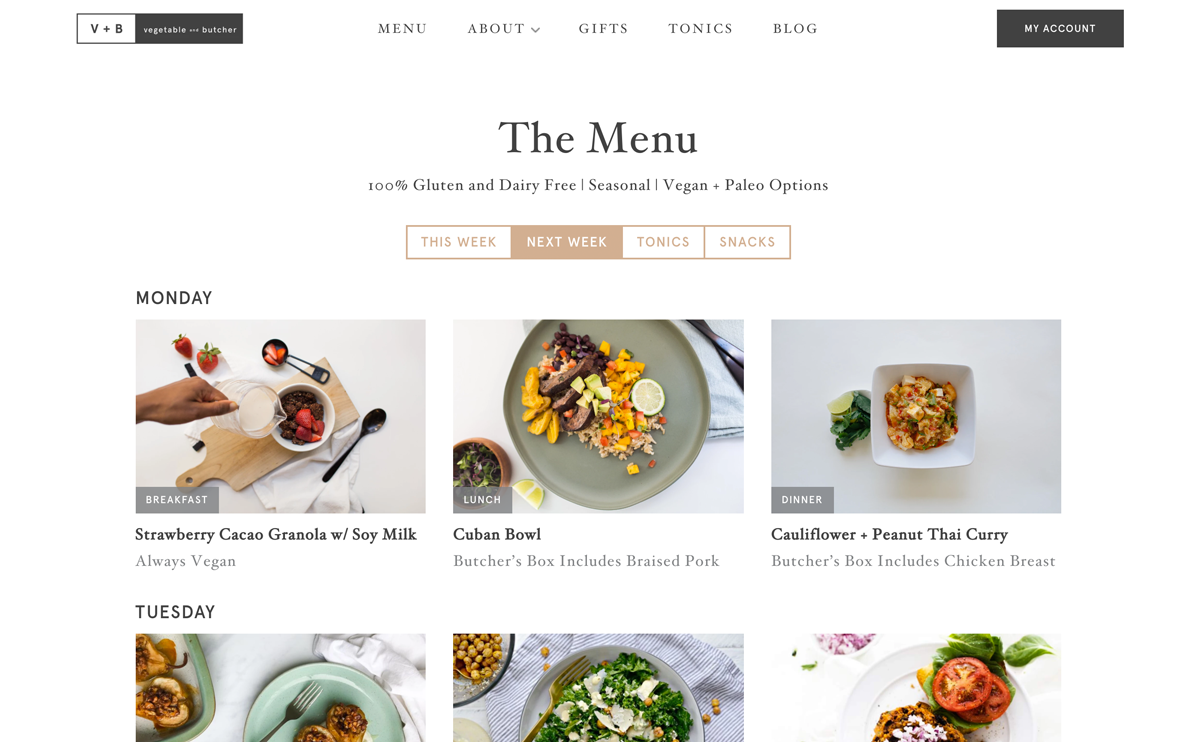 V + B vegetable and butcher
MENU ABOUT GIFTS TONICS BLOG
MY ACCOUNT
The Menu
100% Gluten and Dairy Free | Seasonal | Vegan + Paleo Options
THIS WEEK NEXT WEEK TONICS SNACKS
MONDAY
BREAKFAST LUNCH DINNER
Strawberry Cacao Granola w/ Soy Milk
Always Vegan
Cuban Bowl
Butcher’s Box Includes Braised Pork
Cauliflower + Peanut Thai Curry
Butcher’s Box Includes Chicken Breast
TUESDAY